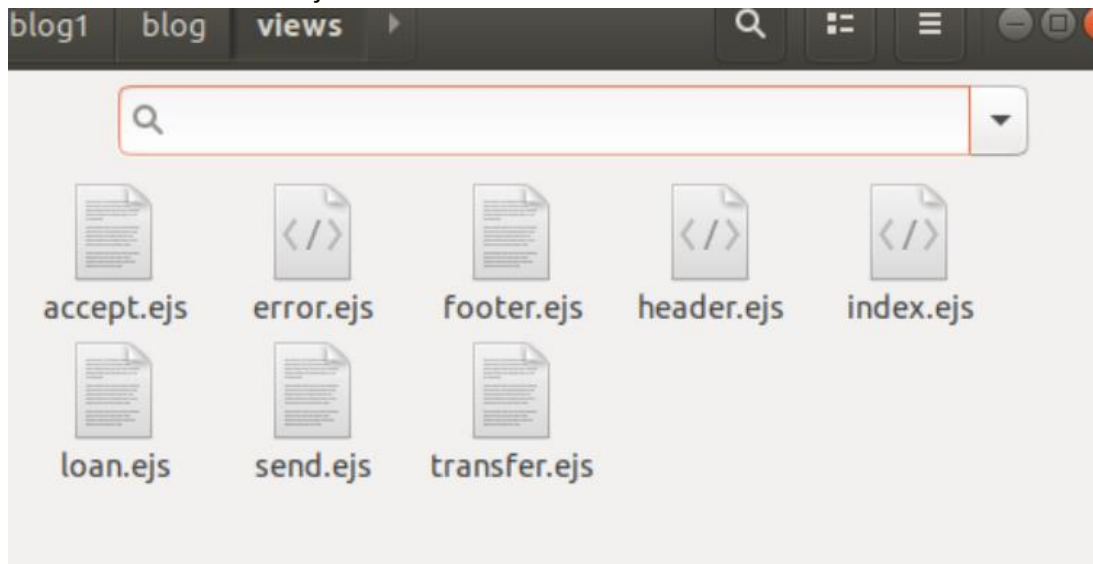 blog1 blog views
accept.ejs error.ejs footer.ejs header.ejs index.ejs
loan.ejs send.ejs transfer.ejs